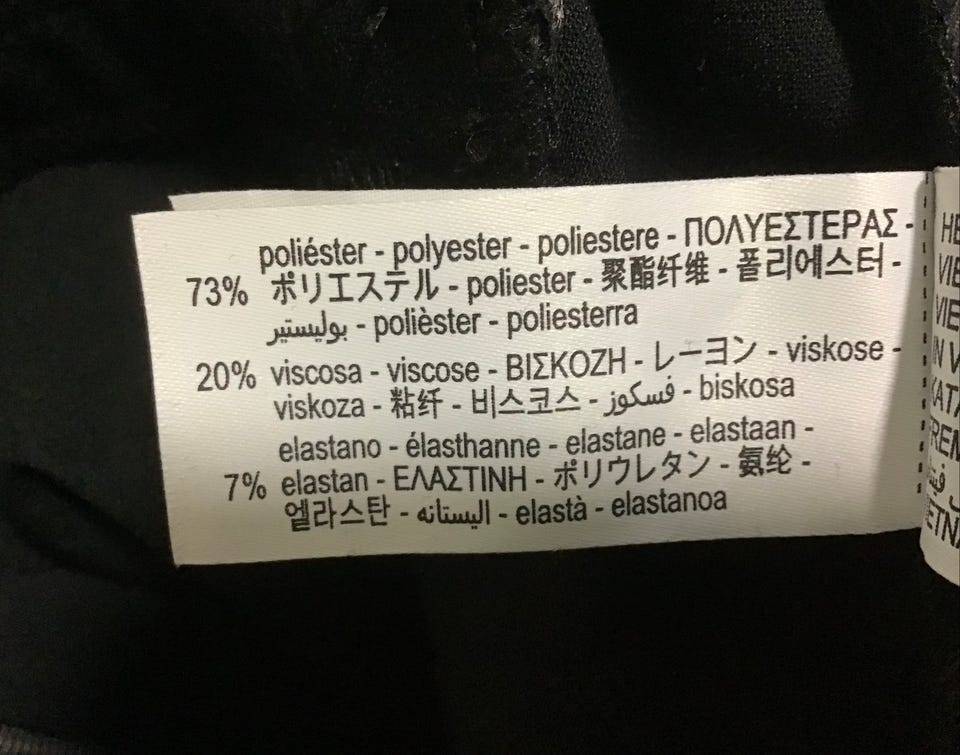 poliéster - polyester - poliestere - ΠΟΛΥΕΣΤΕΡΑΣ -
73% ポリエステル - poliester - 聚酯纤维 - 폴리에스터 -
بوليستير - polièster - poliesterra
20% viscosa - viscose - ΒΙΣΚΟΖΗ - レーヨン - viskose -
viskoza - 粘纤 - 비스코스 - فسكوز - biskosa
elastano - élasthanne - elastane - elastaan -
7% elastan - ΕΛΑΣΤΙΝΗ - ポリウレタン - 氨纶 -
엘라스탄 - اليستانه - elastà - elastanoa